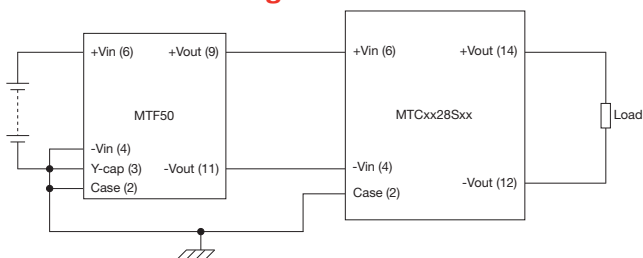 +Vin (6)
+Vout (9)
MTF50
-Vin (4)
Y-cap (3)
-Vout (11)
Case (2)
+Vin (6)
+Vout (14)
MTCxx28Sxx
-Vin (4)
Case (2)
-Vout (12)
Load